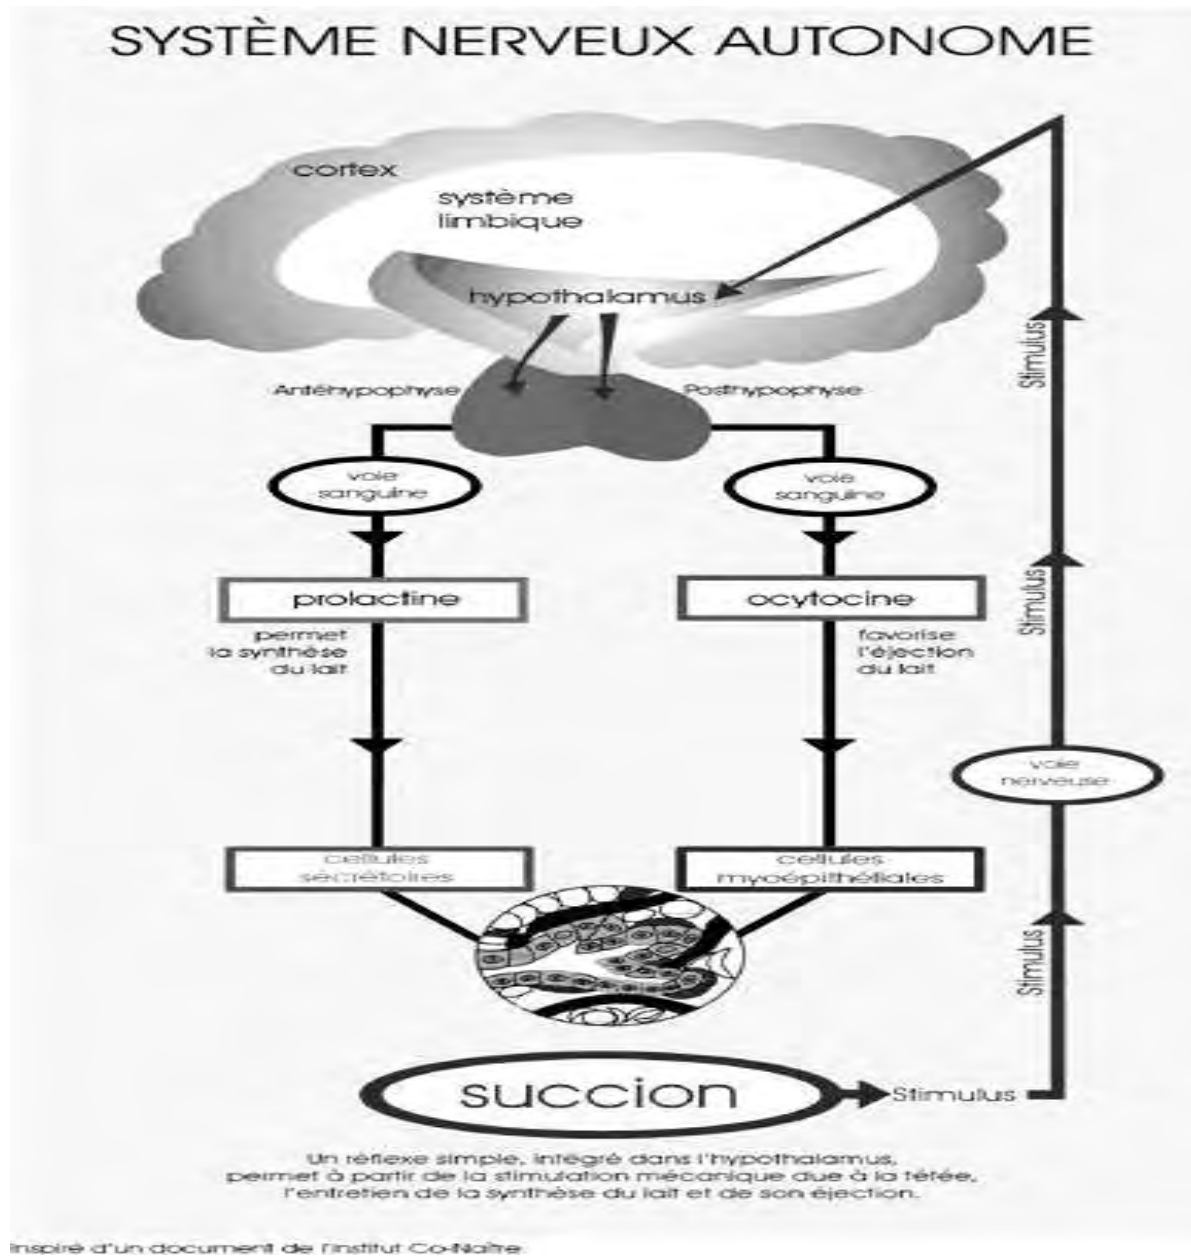 SYSTÈME NERVEUX AUTONOME
cortex
système
limbique
hypothalamus
Antéhypophyse
Posthypophyse
voie
sanguine
voie
sanguine
prolactine
permet
la synthèse
du lait
ocytocine
favorise
l'éjection
du lait
Stimulus
Stimulus
voie
nerveuse
cellules
sécrétoires
cellules
myoépithéliales
Stimulus
succion
Stimulus
Un réflexe simple, intégré dans l'hypothalamus,
permet à partir de la stimulation mécanique due à la tétée,
l'entretien de la synthèse du lait et de son éjection.
Inspiré d'un document de l'Institut Co-Naître